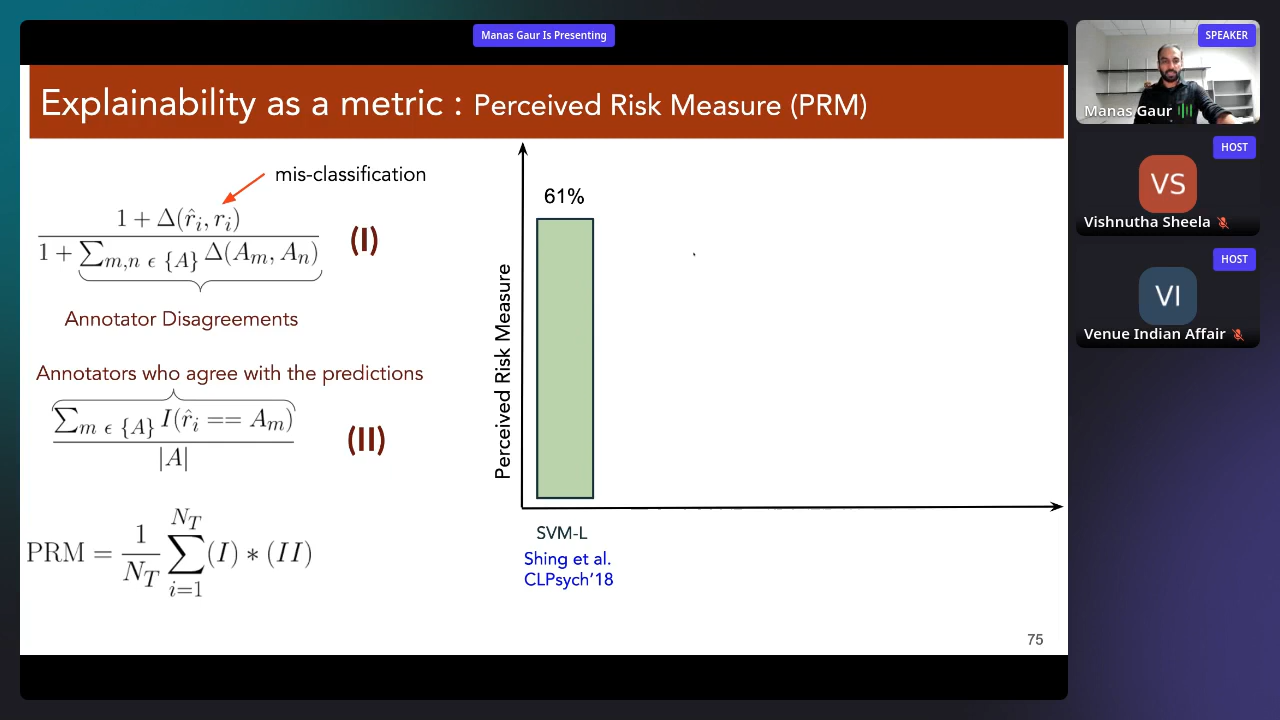 Manas Gaur Is Presenting
Explainability as a metric : Perceived Risk Measure (PRM)
mis-classification
1 + Δ(r̂ᵢ, rᵢ)
1 + ∑m,n ϵ {A} Δ(Aₘ, Aₙ)
(I)
Annotator Disagreements
Annotators who agree with the predictions
∑m ϵ {A} I(r̂ᵢ == Aₘ)
|A|
(II)
PRM = 1/N_T ∑_{i=1}^{N_T} (I) * (II)
61%
Perceived Risk Measure
SVM-L
Shing et al.
CLPsych’18
75
SPEAKER
Manas Gaur
HOST
VS
Vishnutha Sheela
HOST
VI
Venue Indian Affair